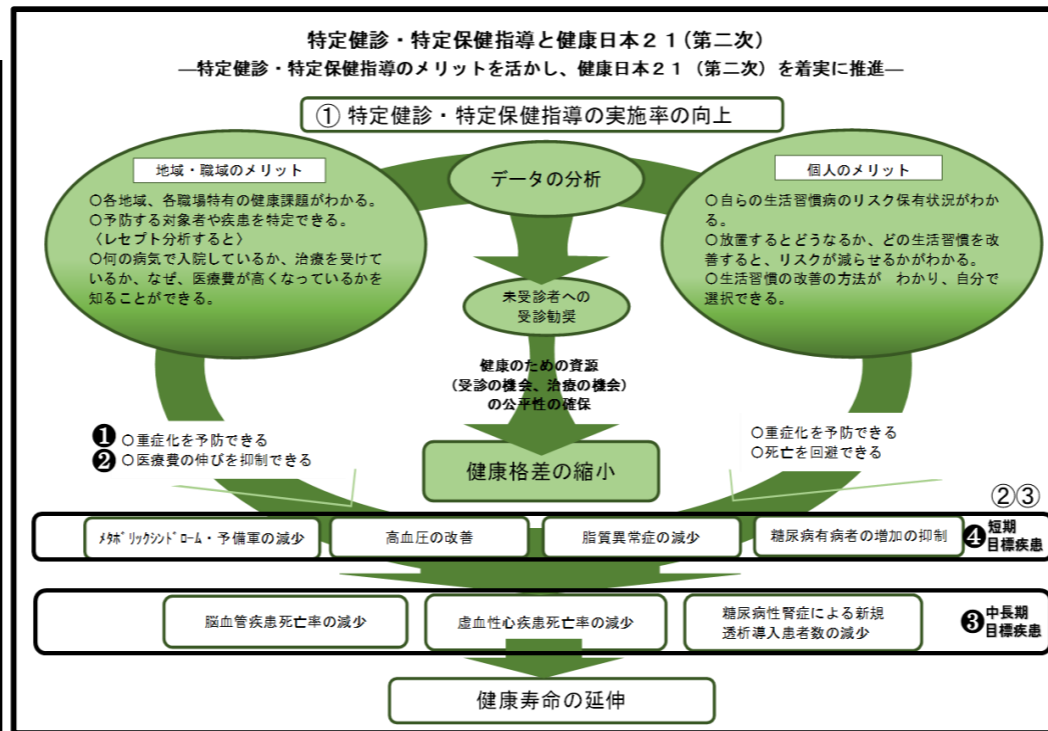 特定健診・特定保健指導と健康日本21(第二次)
―特定健診・特定保健指導のメリットを活かし、健康日本21(第二次)を着実に推進―
① 特定健診・特定保健指導の実施率の向上
地域・職域のメリット
○各地域、各職場特有の健康課題がわかる。
○予防する対象者や疾患を特定できる。
〈レセプト分析すると〉
○何の病気で入院しているか、治療を受けて
いるか、なぜ、医療費が高くなっているかを
知ることができる。
データの分析
個人のメリット
○自らの生活習慣病のリスク保有状況がわか
る。
○放置するとどうなるか、どの生活習慣を改
善すると、リスクが減らせるかがわかる。
○生活習慣の改善の方法が わかり、自分で
選択できる。
未受診者への
受診勧奨
健康のための資源
(受診の機会、治療の機会)
の公平性の確保
❶ ○重症化を予防できる
❷ ○医療費の伸びを抑制できる
○重症化を予防できる
○死亡を回避できる
健康格差の縮小
②③
メタボリックシンドローム・予備軍の減少
高血圧の改善
脂質異常症の減少
糖尿病有病者の増加の抑制
❹ 短期
目標疾患
脳血管疾患死亡率の減少
虚血性心疾患死亡率の減少
糖尿病性腎症による新規
透析導入患者数の減少
❸ 中長期
目標疾患
健康寿命の延伸